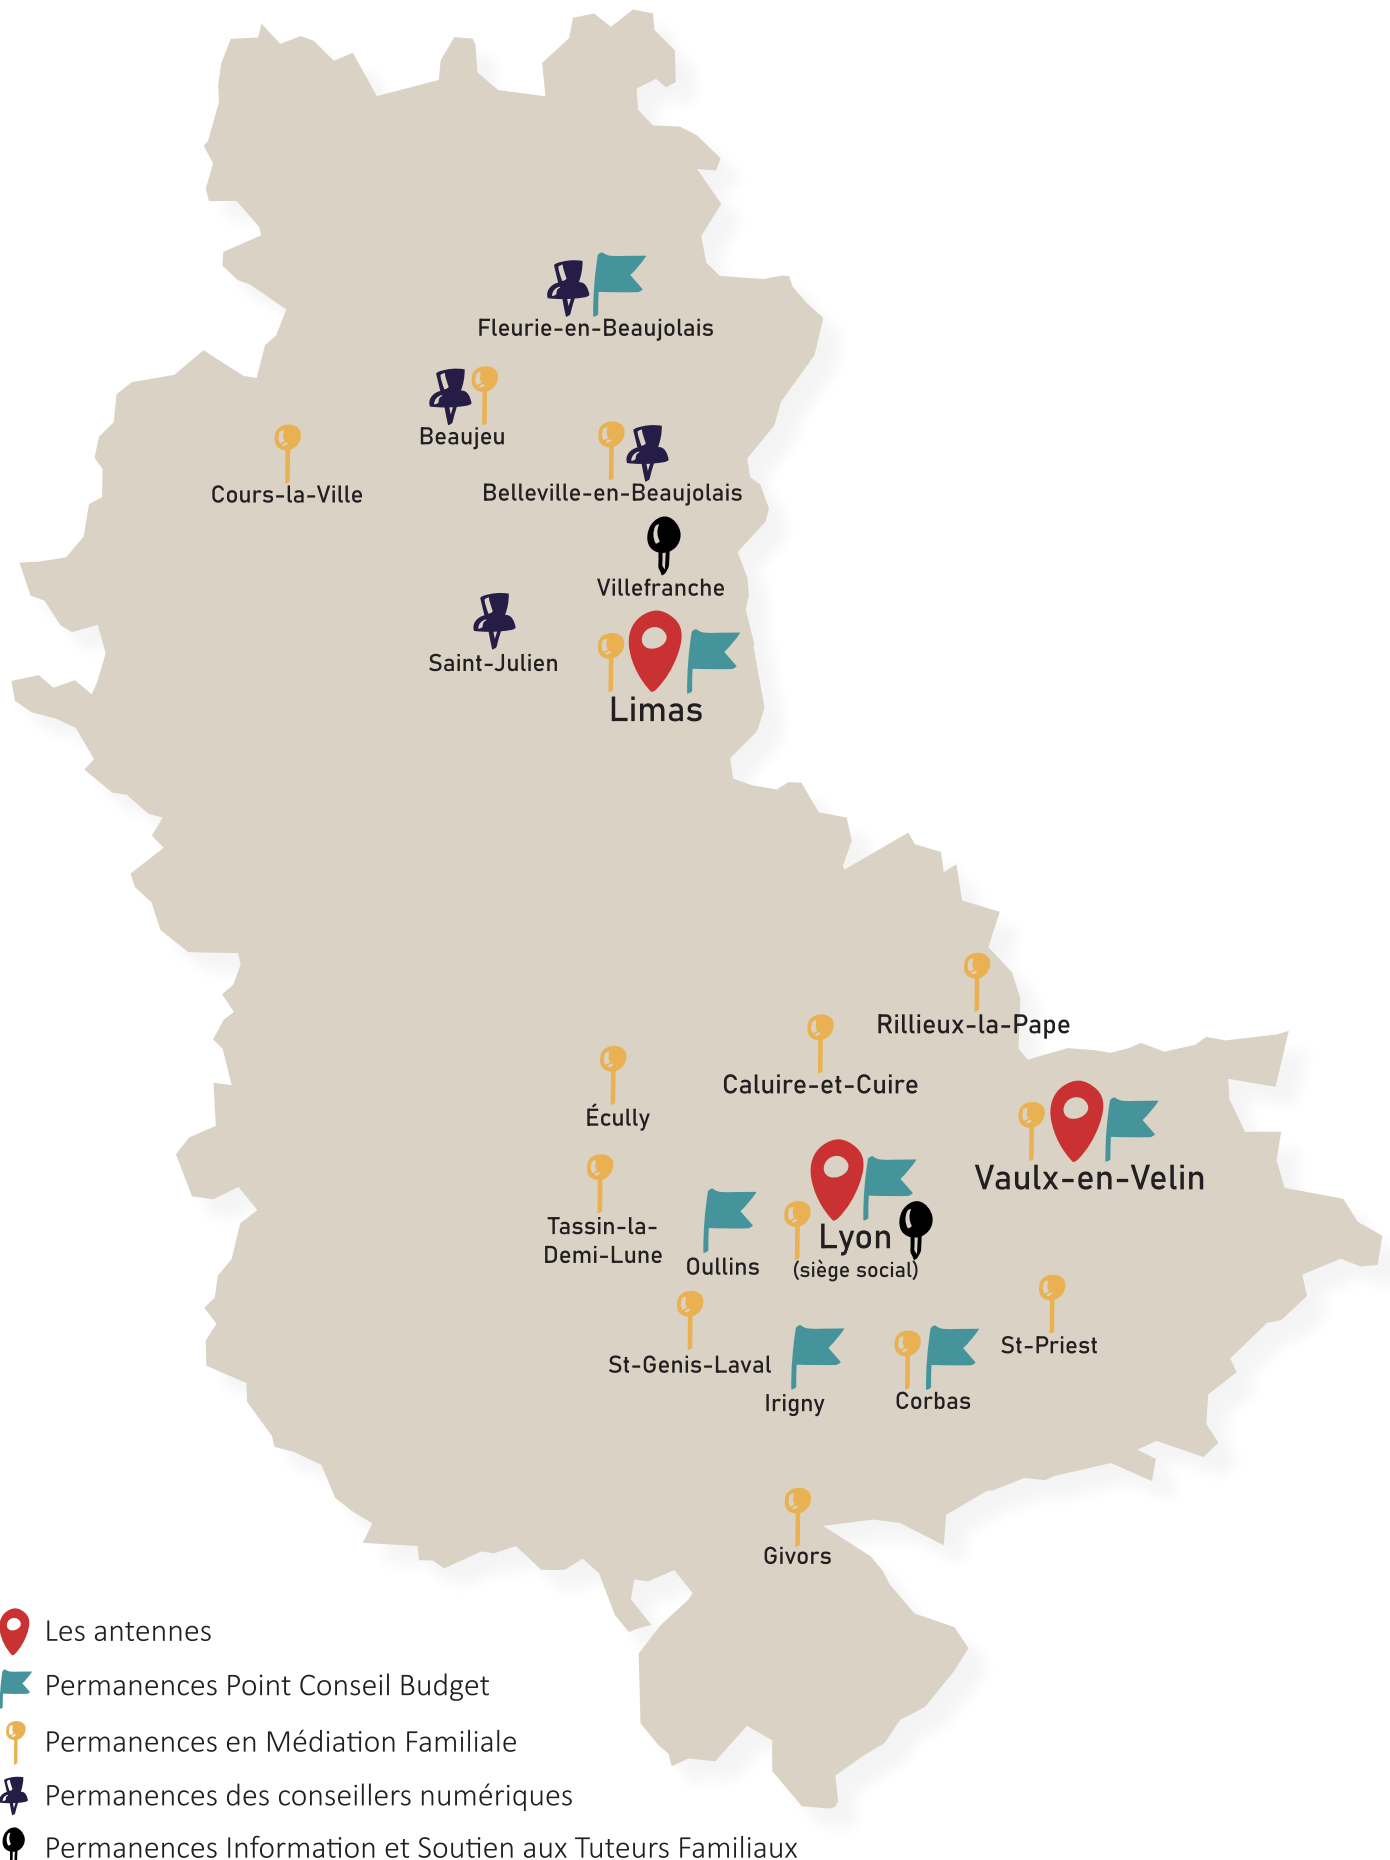 Fleurie-en-Beaujolais
Beaujeu
Cours-la-Ville
Belleville-en-Beaujolais
Villefranche
Saint-Julien
Limas
Rillieux-la-Pape
Caluire-et-Cuire
Écully
Vaulx-en-Velin
Tassin-la-
Demi-Lune
Oullins
Lyon
(siège social)
St-Priest
St-Genis-Laval
Irigny
Corbas
Givors
Les antennes
Permanences Point Conseil Budget
Permanences en Médiation Familiale
Permanences des conseillers numériques
Permanences Information et Soutien aux Tuteurs Familiaux